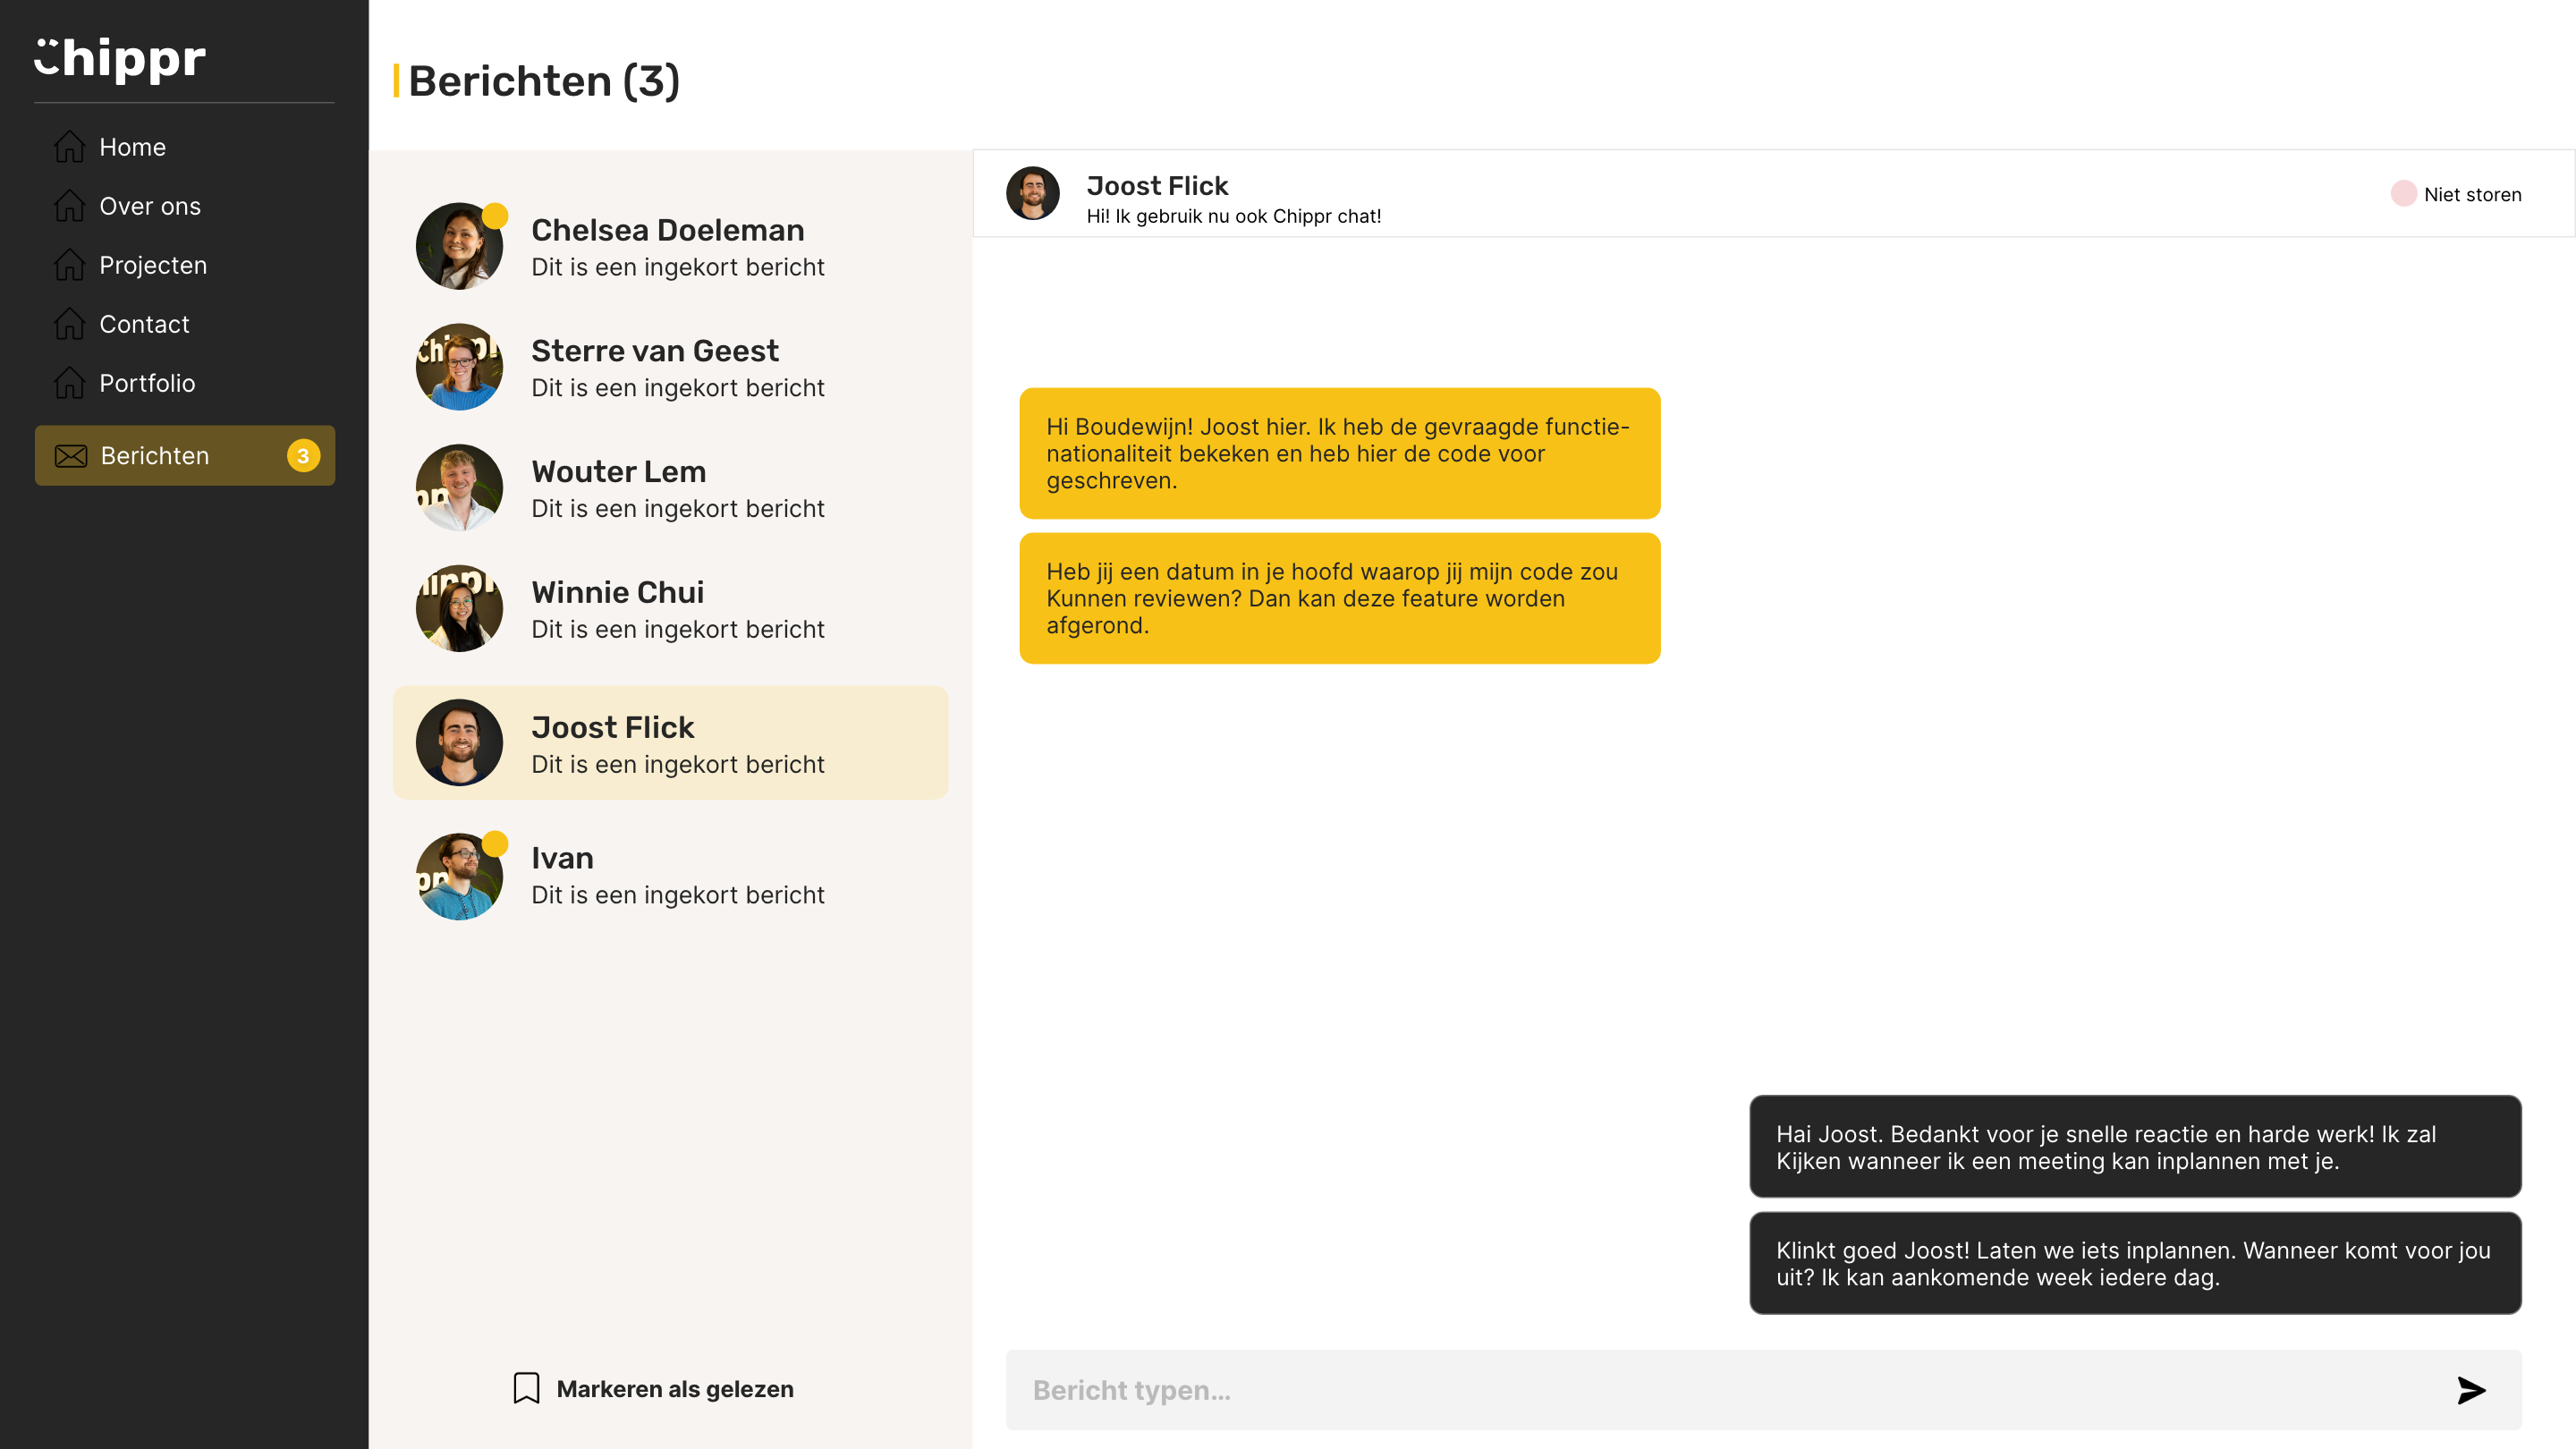 Chippr
Home
Over ons
Projecten
Contact
Portfolio
Berichten
3
Berichten (3)
Chelsea Doeleman
Dit is een ingekort bericht
Sterre van Geest
Dit is een ingekort bericht
Wouter Lem
Dit is een ingekort bericht
Winnie Chui
Dit is een ingekort bericht
Joost Flick
Dit is een ingekort bericht
Ivan
Dit is een ingekort bericht
Markeren als gelezen
Joost Flick
Hi! Ik gebruik nu ook Chippr chat!
Niet storen
Hi Boudewijn! Joost hier. Ik heb de gevraagde functie-
nationaliteit bekeken en heb hier de code voor
geschreven.
Heb jij een datum in je hoofd waarop jij mijn code zou
Kunnen reviewen? Dan kan deze feature worden
afgerond.
Hai Joost. Bedankt voor je snelle reactie en harde werk! Ik zal
Kijken wanneer ik een meeting kan inplannen met je.
Klinkt goed Joost! Laten we iets inplannen. Wanneer komt voor jou
uit? Ik kan aankomende week iedere dag.
Bericht typen...